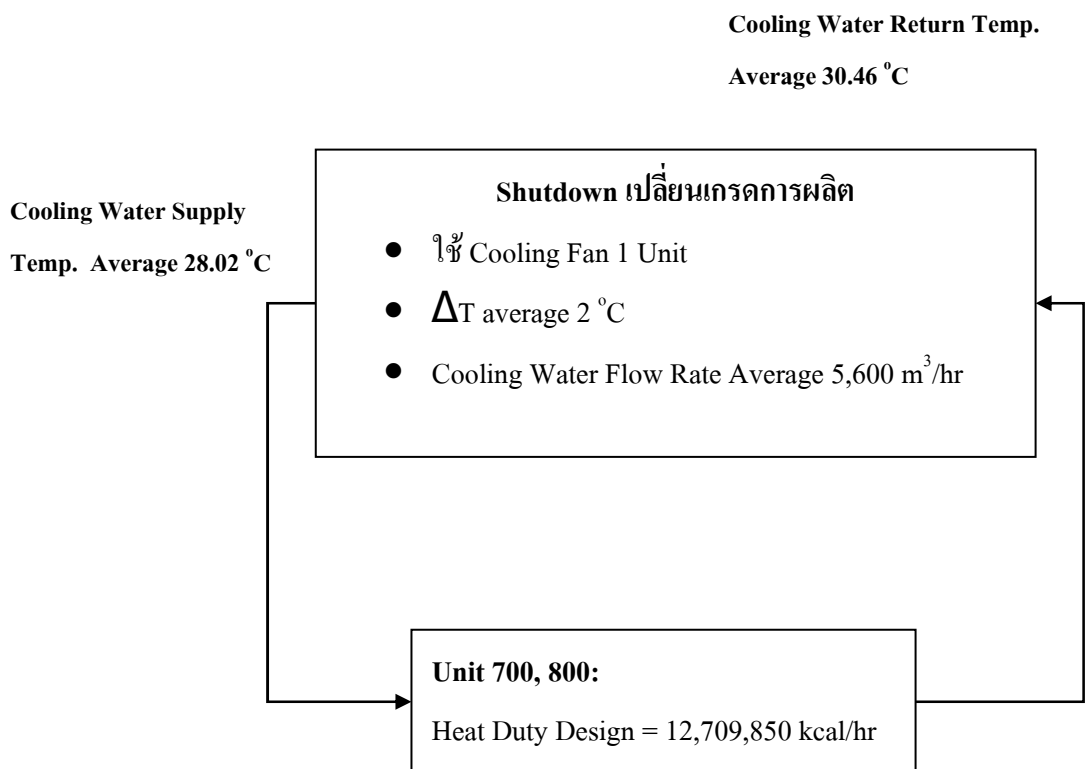 Cooling Water Return Temp.
Average 30.46 °C
Shutdown เปลี่ยนเกรดการผลิต
Cooling Water Supply
Temp. Average 28.02 °C
● ใช้ Cooling Fan 1 Unit
● ΔT average 2 °C
● Cooling Water Flow Rate Average 5,600 m³/hr
Unit 700, 800:
Heat Duty Design = 12,709,850 kcal/hr